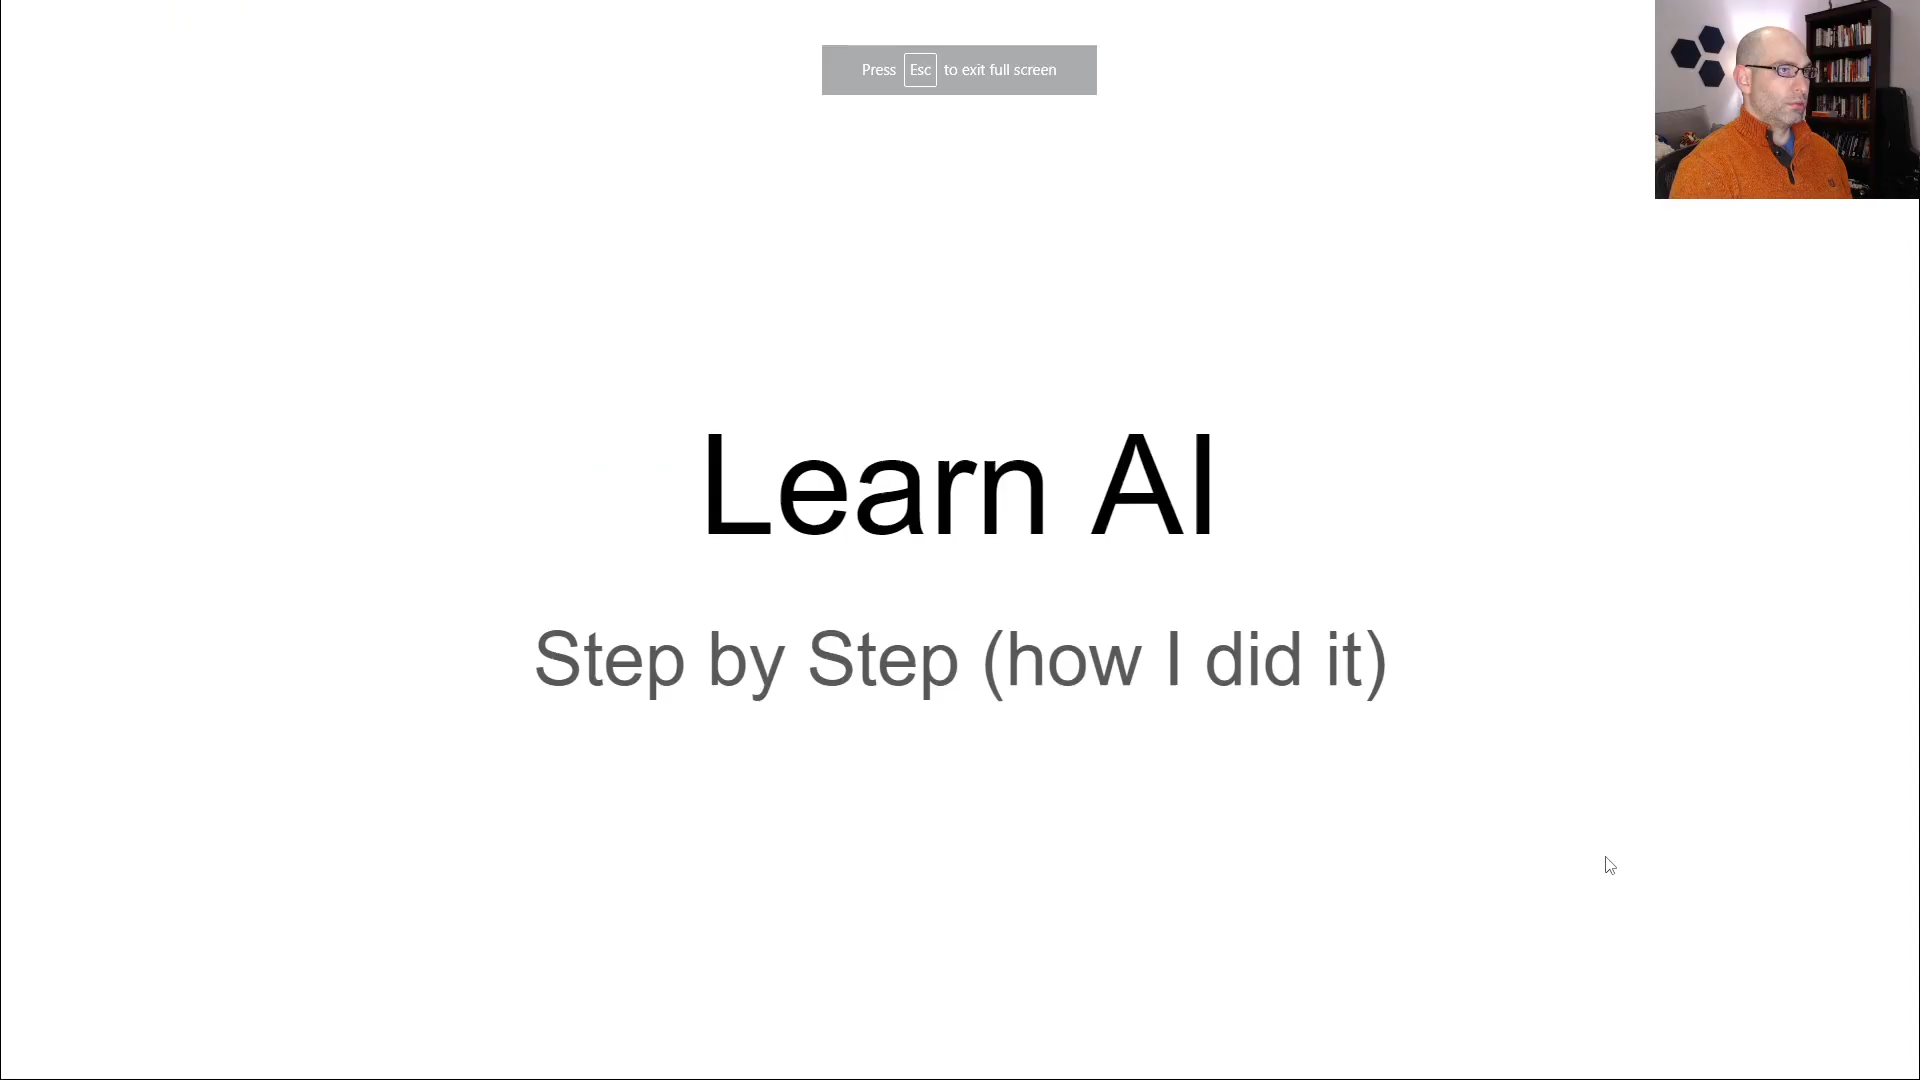 Press Esc to exit full screen
Learn AI
Step by Step (how I did it)